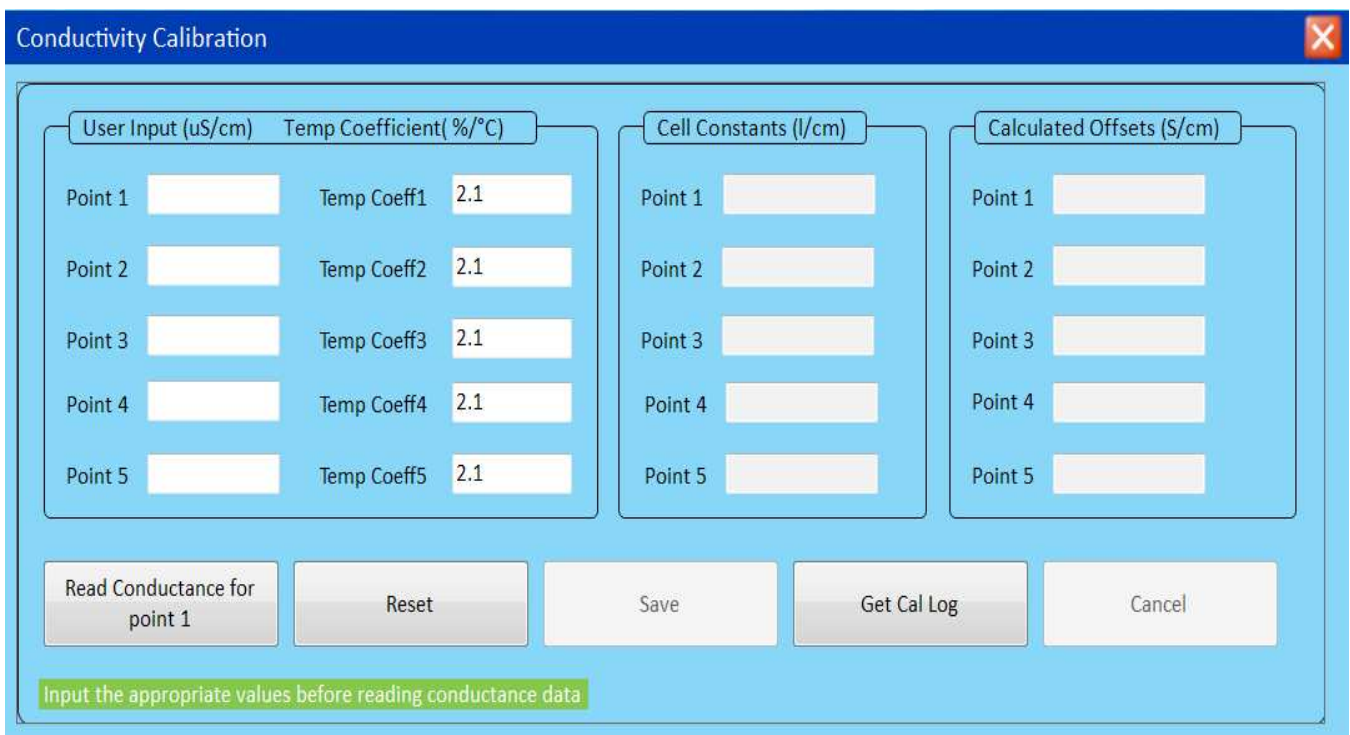 Conductivity Calibration
User Input (uS/cm) Temp Coefficient( %/°C) Cell Constants (l/cm) Calculated Offsets (S/cm)
Point 1 Temp Coeff1 2.1 Point 1 Point 1
Point 2 Temp Coeff2 2.1 Point 2 Point 2
Point 3 Temp Coeff3 2.1 Point 3 Point 3
Point 4 Temp Coeff4 2.1 Point 4 Point 4
Point 5 Temp Coeff5 2.1 Point 5 Point 5
Read Conductance for
point 1
Reset Save Get Cal Log Cancel
Input the appropriate values before reading conductance data